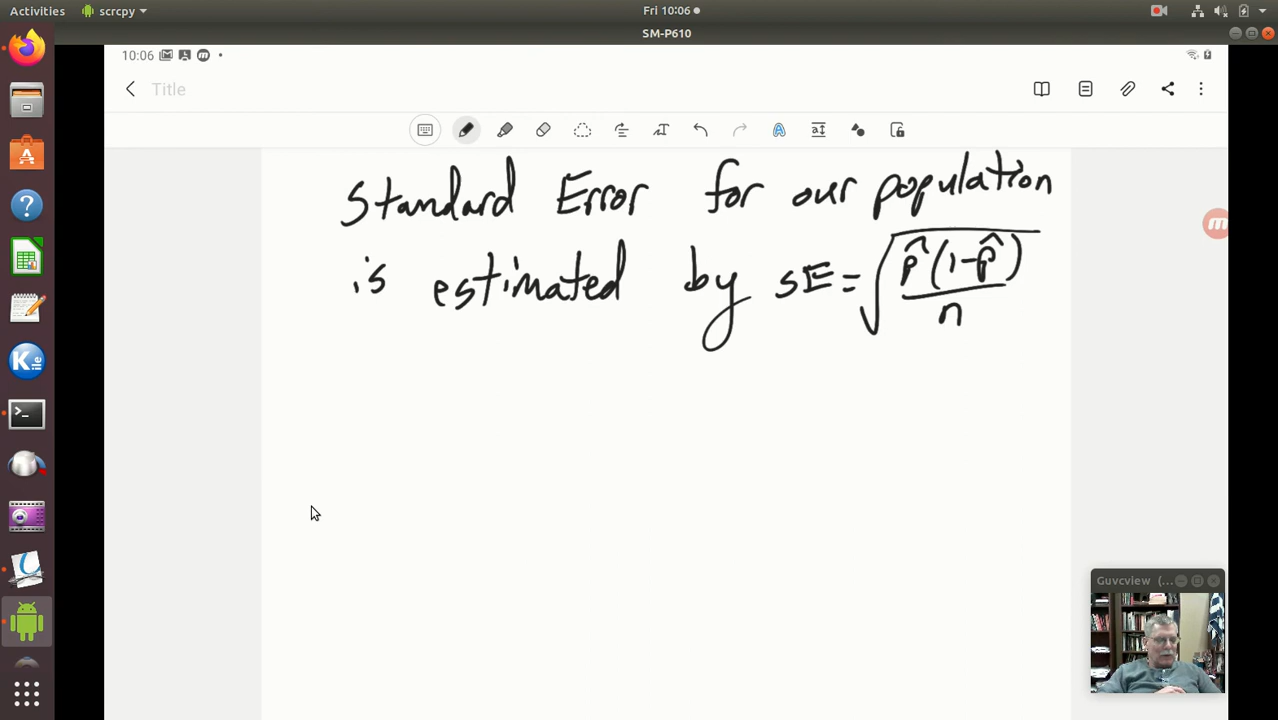 Activities scrcpy Fri 10:06
SM-P610
10:06
Title
Standard Error for our population
is estimated by SE = √(p̂(1-p̂)/n)
Guvcview (...